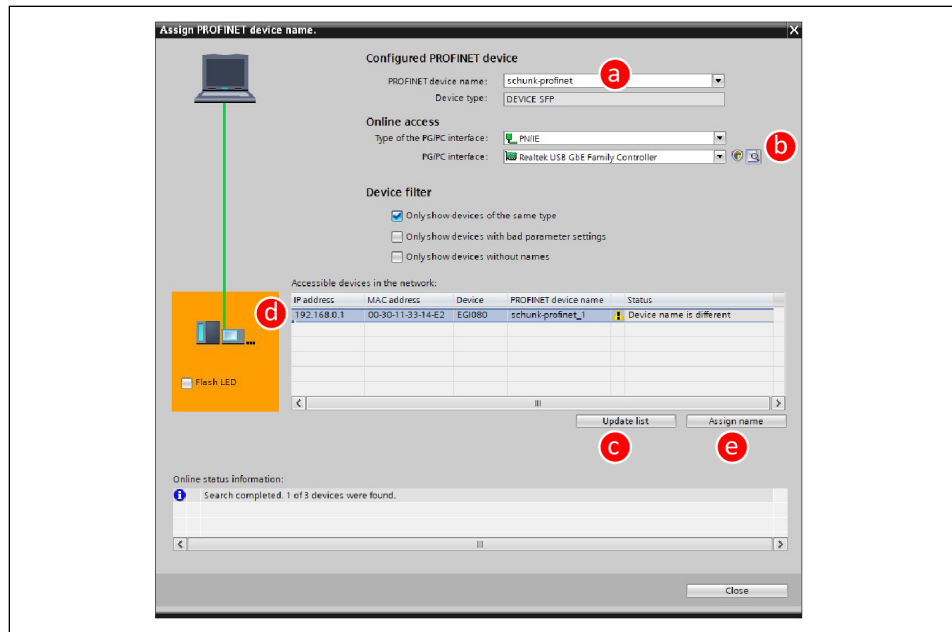 Assign PROFINET device name.
X
Configured PROFINET device
PROFINET device name: schunk-profinet
a
Device type: DEVICE SFP
Online access
Type of the PG/PC interface: PN/IE
PG/PC interface: Realtek USB GbE Family Controller
b
Device filter
Only show devices of the same type
Only show devices with bad parameter settings
Only show devices without names
Accessible devices in the network:
IP address MAC address Device PROFINET device name Status
d
192.168.0.1 00-30-11-33-14-E2 EGI080 schunk-profinet_1 Device name is different
Flash LED
Update list Assign name
c e
Online status information:
Search completed. 1 of 3 devices were found.
Close